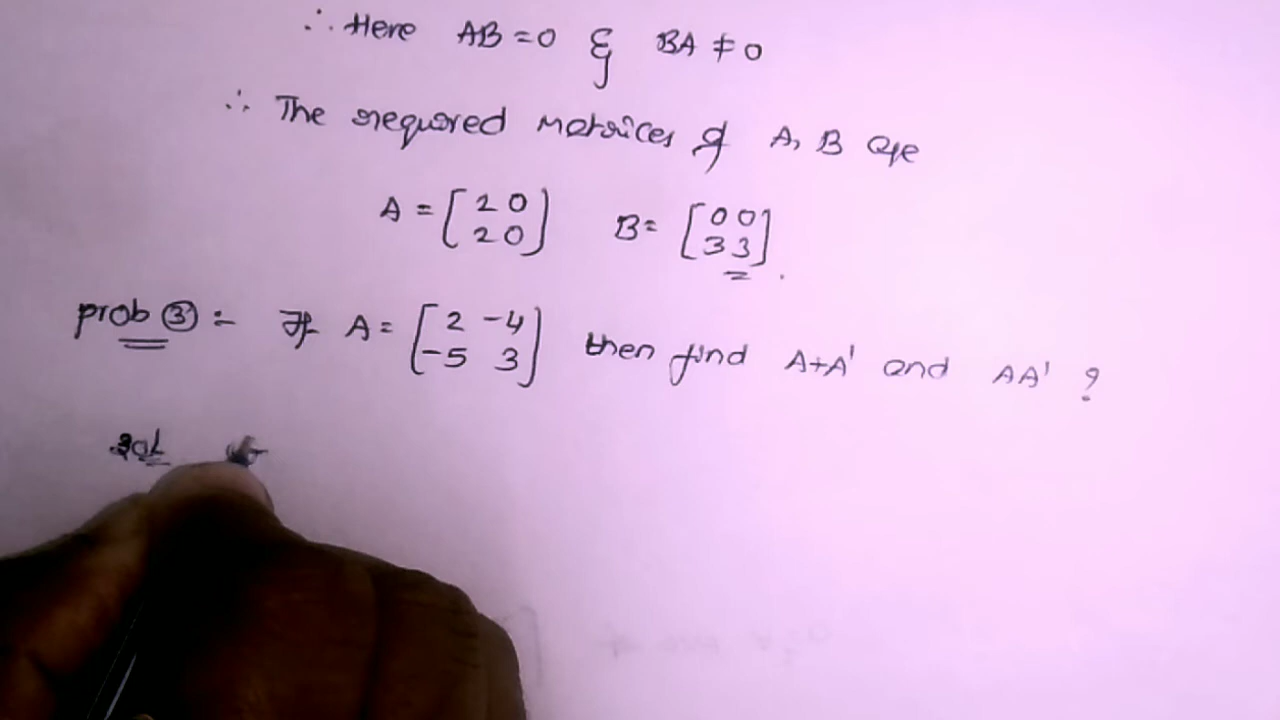 ∴ Here AB = 0 & BA ≠ 0
∴ The required matrices of A, B are
A = [2 0 B = [0 0
2 0] 3 3].
prob ③ :- If A = [2 -4 then find A+A' and AA' ?
-5 3]
Sol